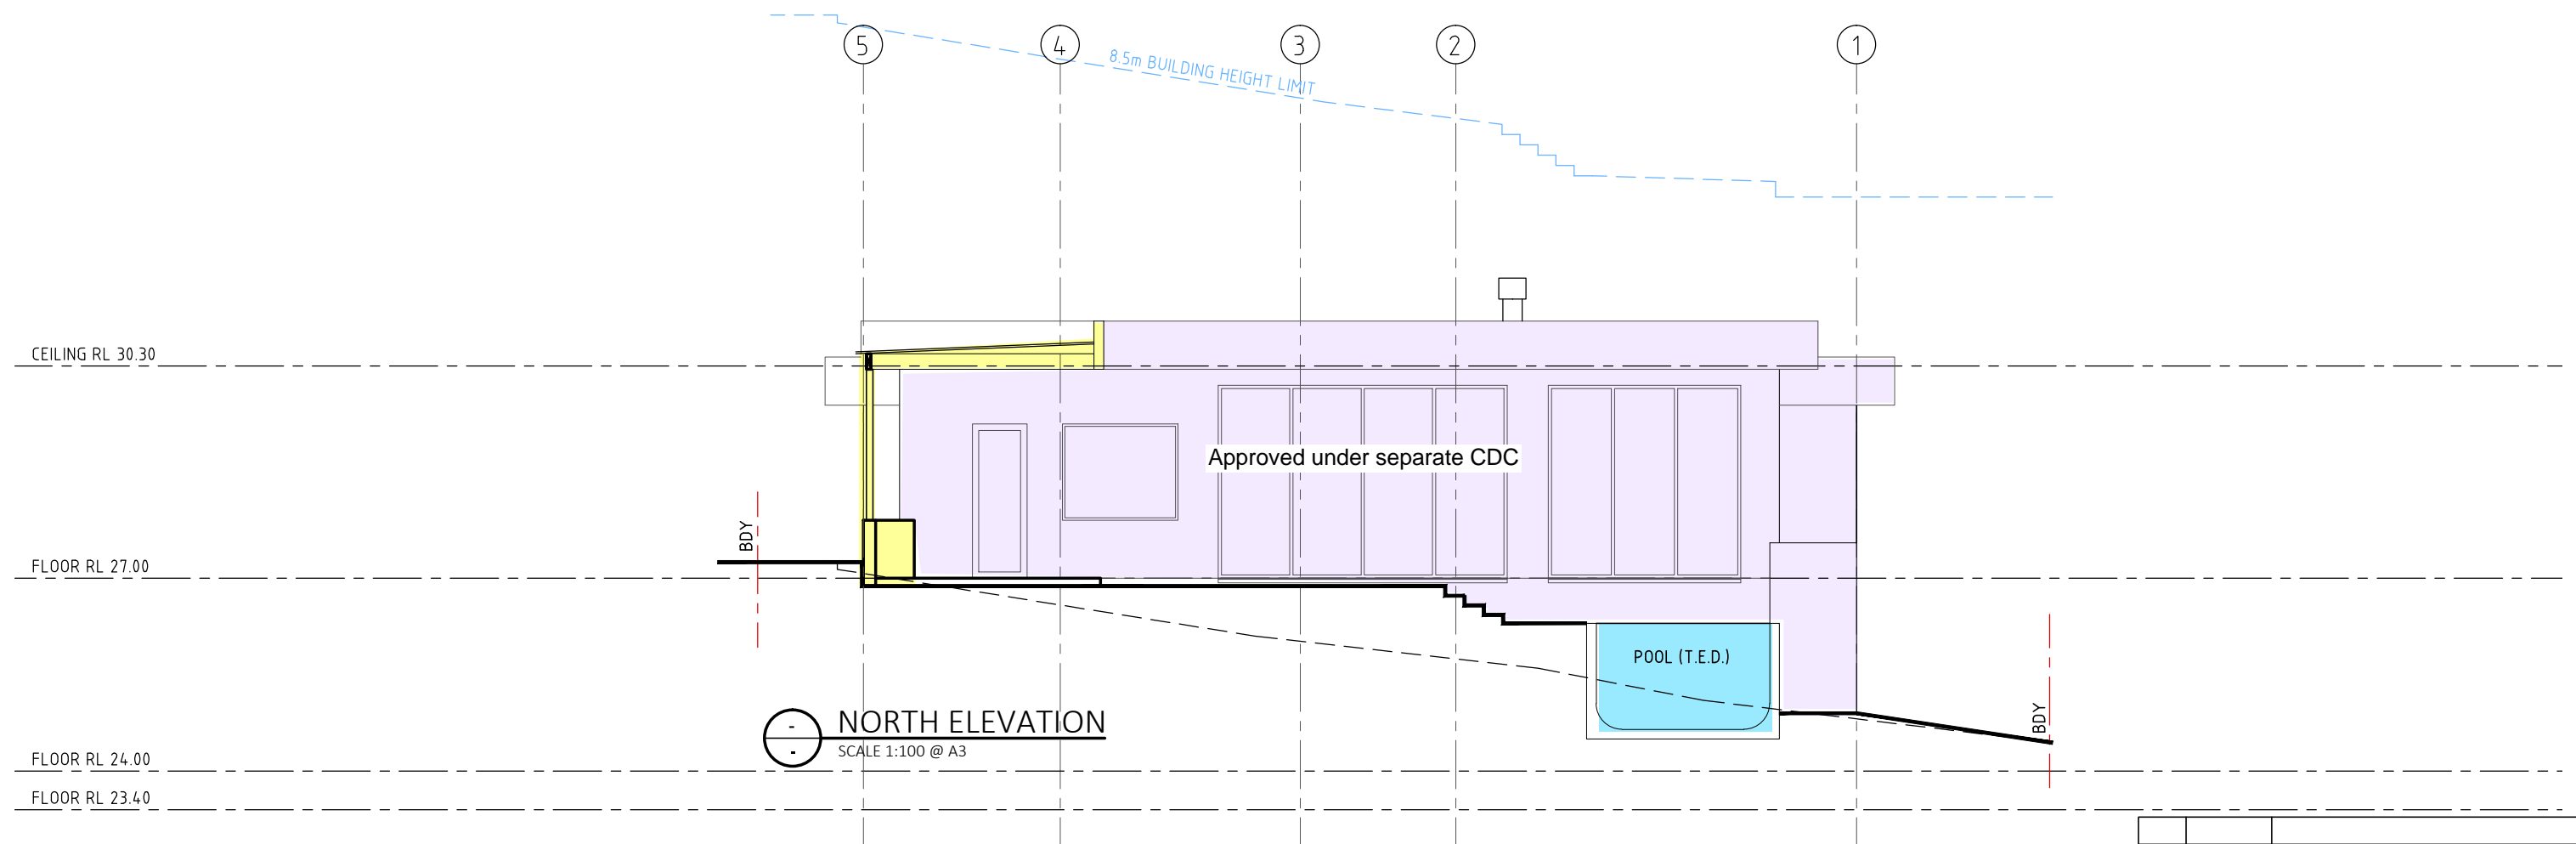 5 4 3 2 1
8.5m BUILDING HEIGHT LIMIT
CEILING RL 30.30
Approved under separate CDC
BDY
FLOOR RL 27.00
POOL (T.E.D.)
BDY
-
-
NORTH ELEVATION
SCALE 1:100 @ A3
FLOOR RL 24.00
FLOOR RL 23.40